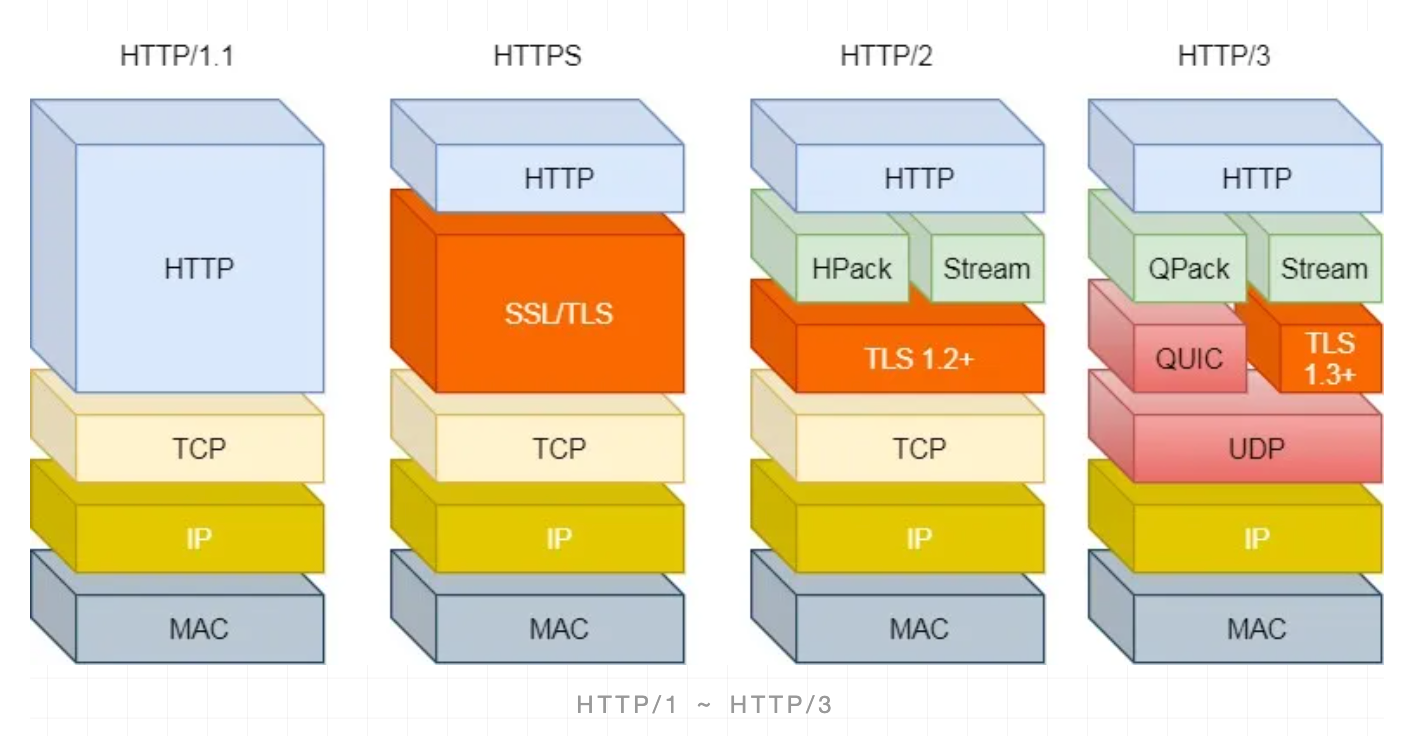 HTTP/1.1
HTTP
TCP
IP
MAC
HTTPS
HTTP
SSL/TLS
TCP
IP
MAC
HTTP/2
HTTP
HPack
Stream
TLS 1.2+
TCP
IP
MAC
HTTP/3
HTTP
QPack
Stream
QUIC
TLS
1.3+
UDP
IP
MAC
HTTP/1 ~ HTTP/3